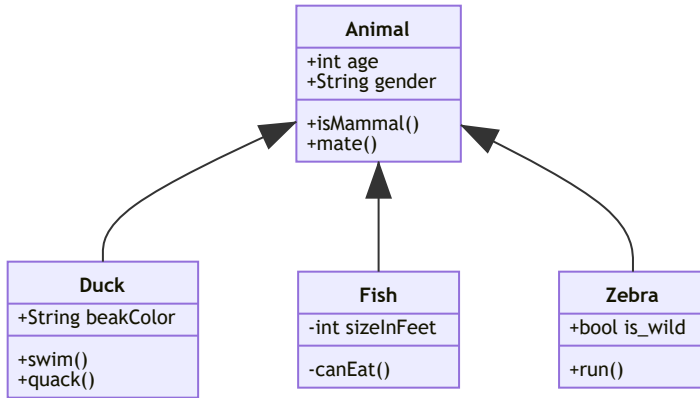 Animal
+int age
+String gender
+isMammal()
+mate()
Duck
+String beakColor
+swim()
+quack()
Fish
-int sizeInFeet
-canEat()
Zebra
+bool is_wild
+run()